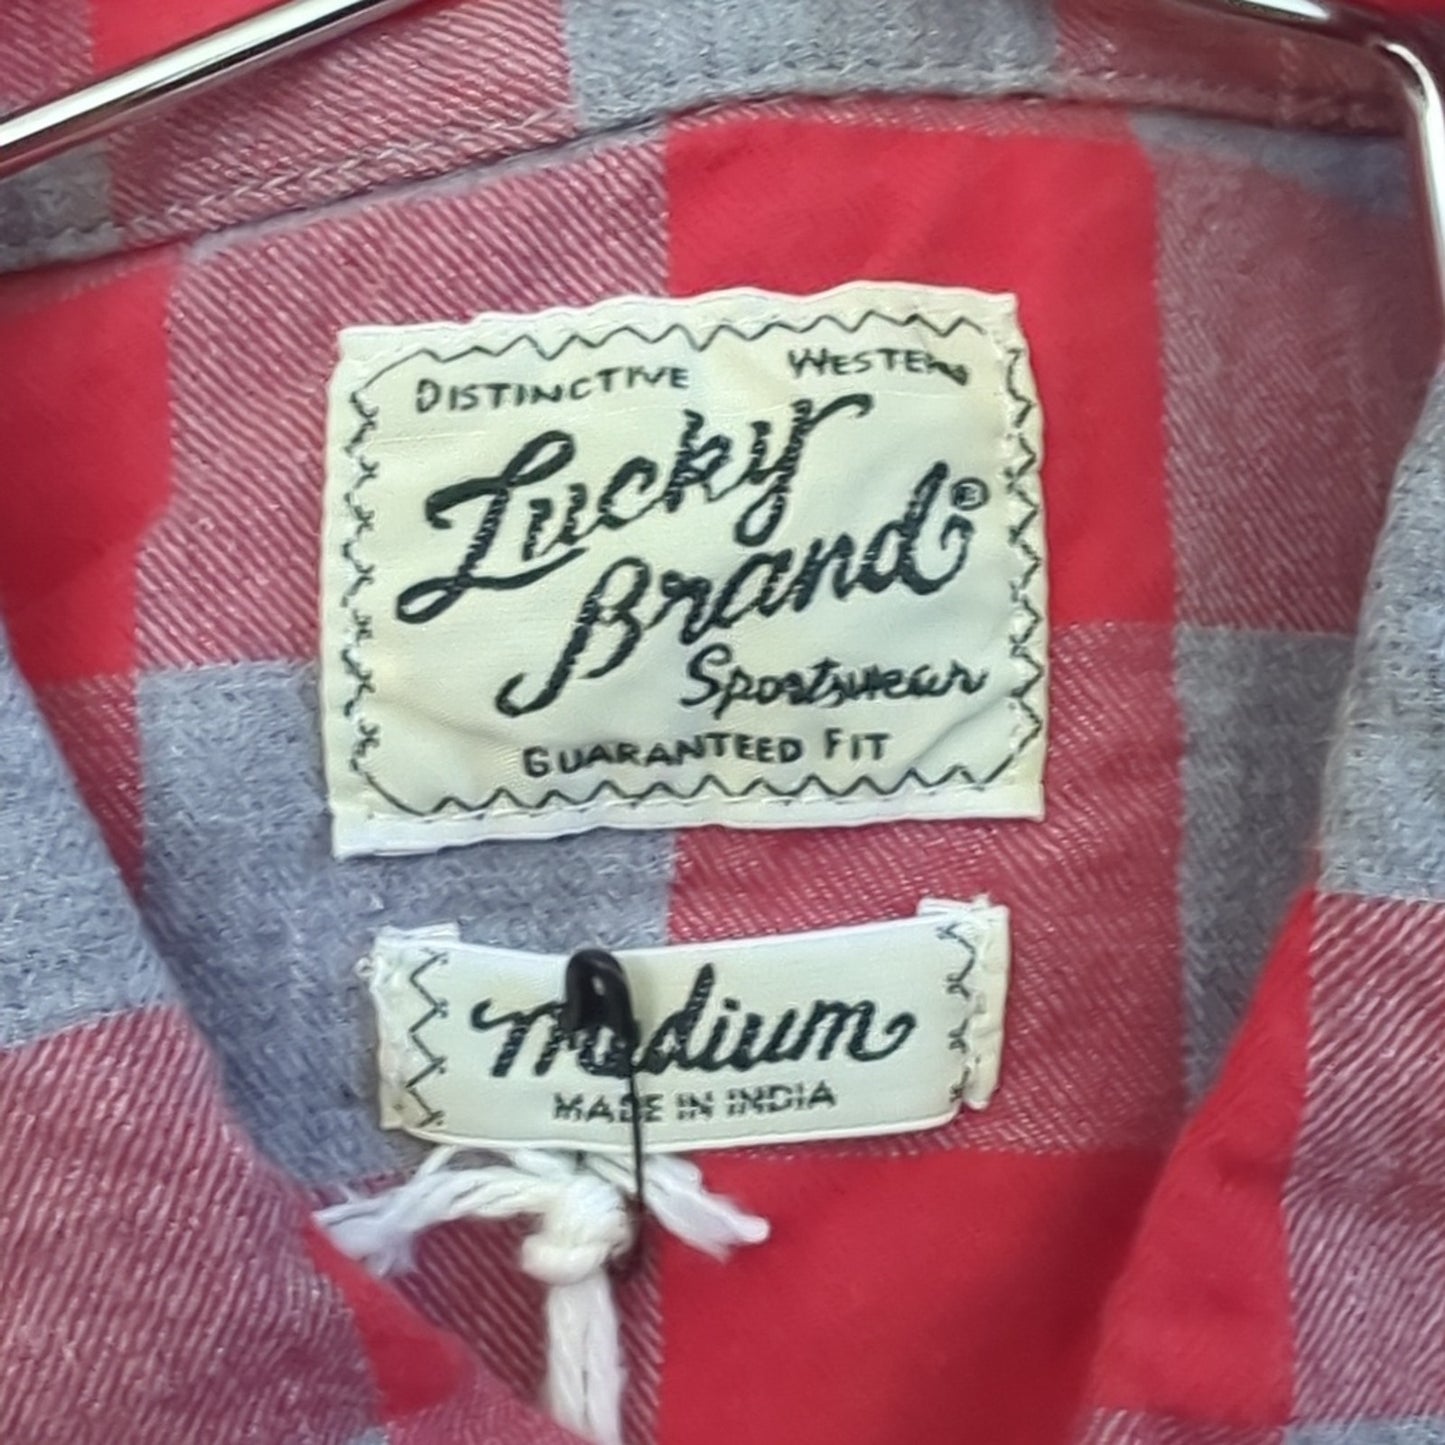 DISTINCTIVE WESTERN
Lucky
Brand®
Sportswear
GUARANTEED FIT
Medium
MADE IN INDIA